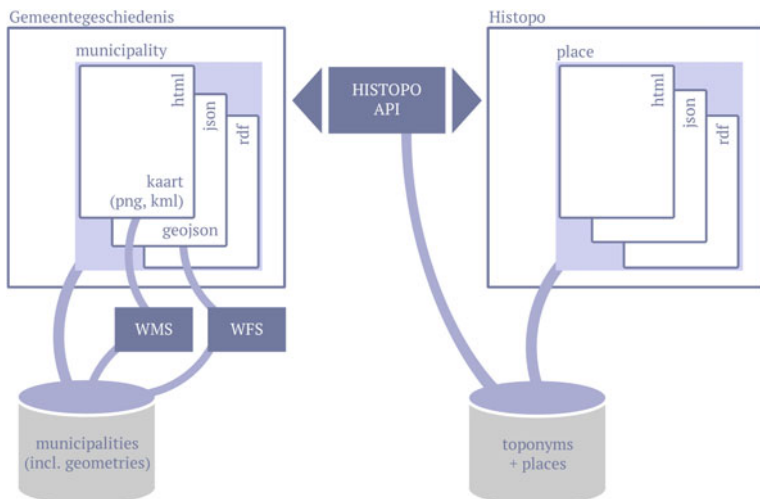 Gemeentegeschiedenis
municipality
html
json
rdf
kaart
(png, kml)
geojson
WMS
WFS
municipalities
(incl. geometries)
HISTOPO
API
Histopo
place
html
json
rdf
toponyms
+ places